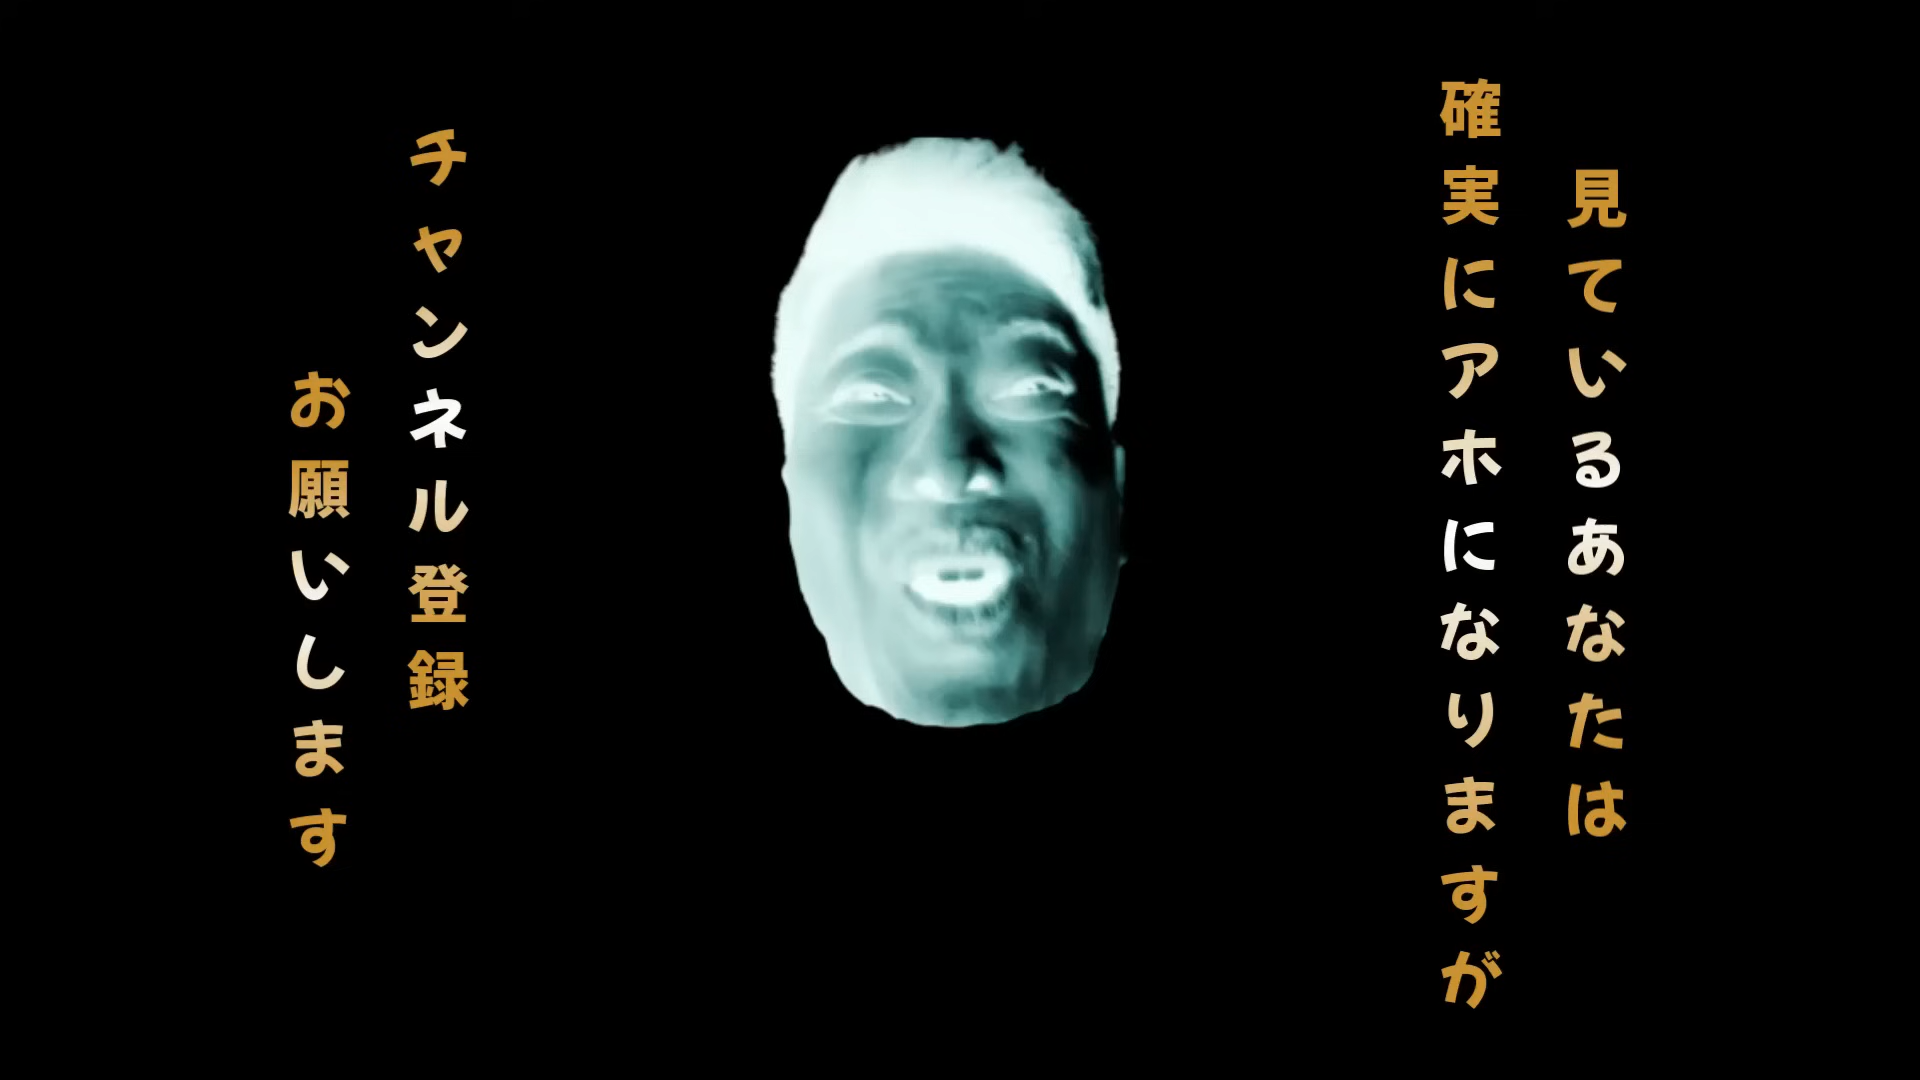 見ているあなたは
確実にアホになりますが
チャンネル登録
お願いします